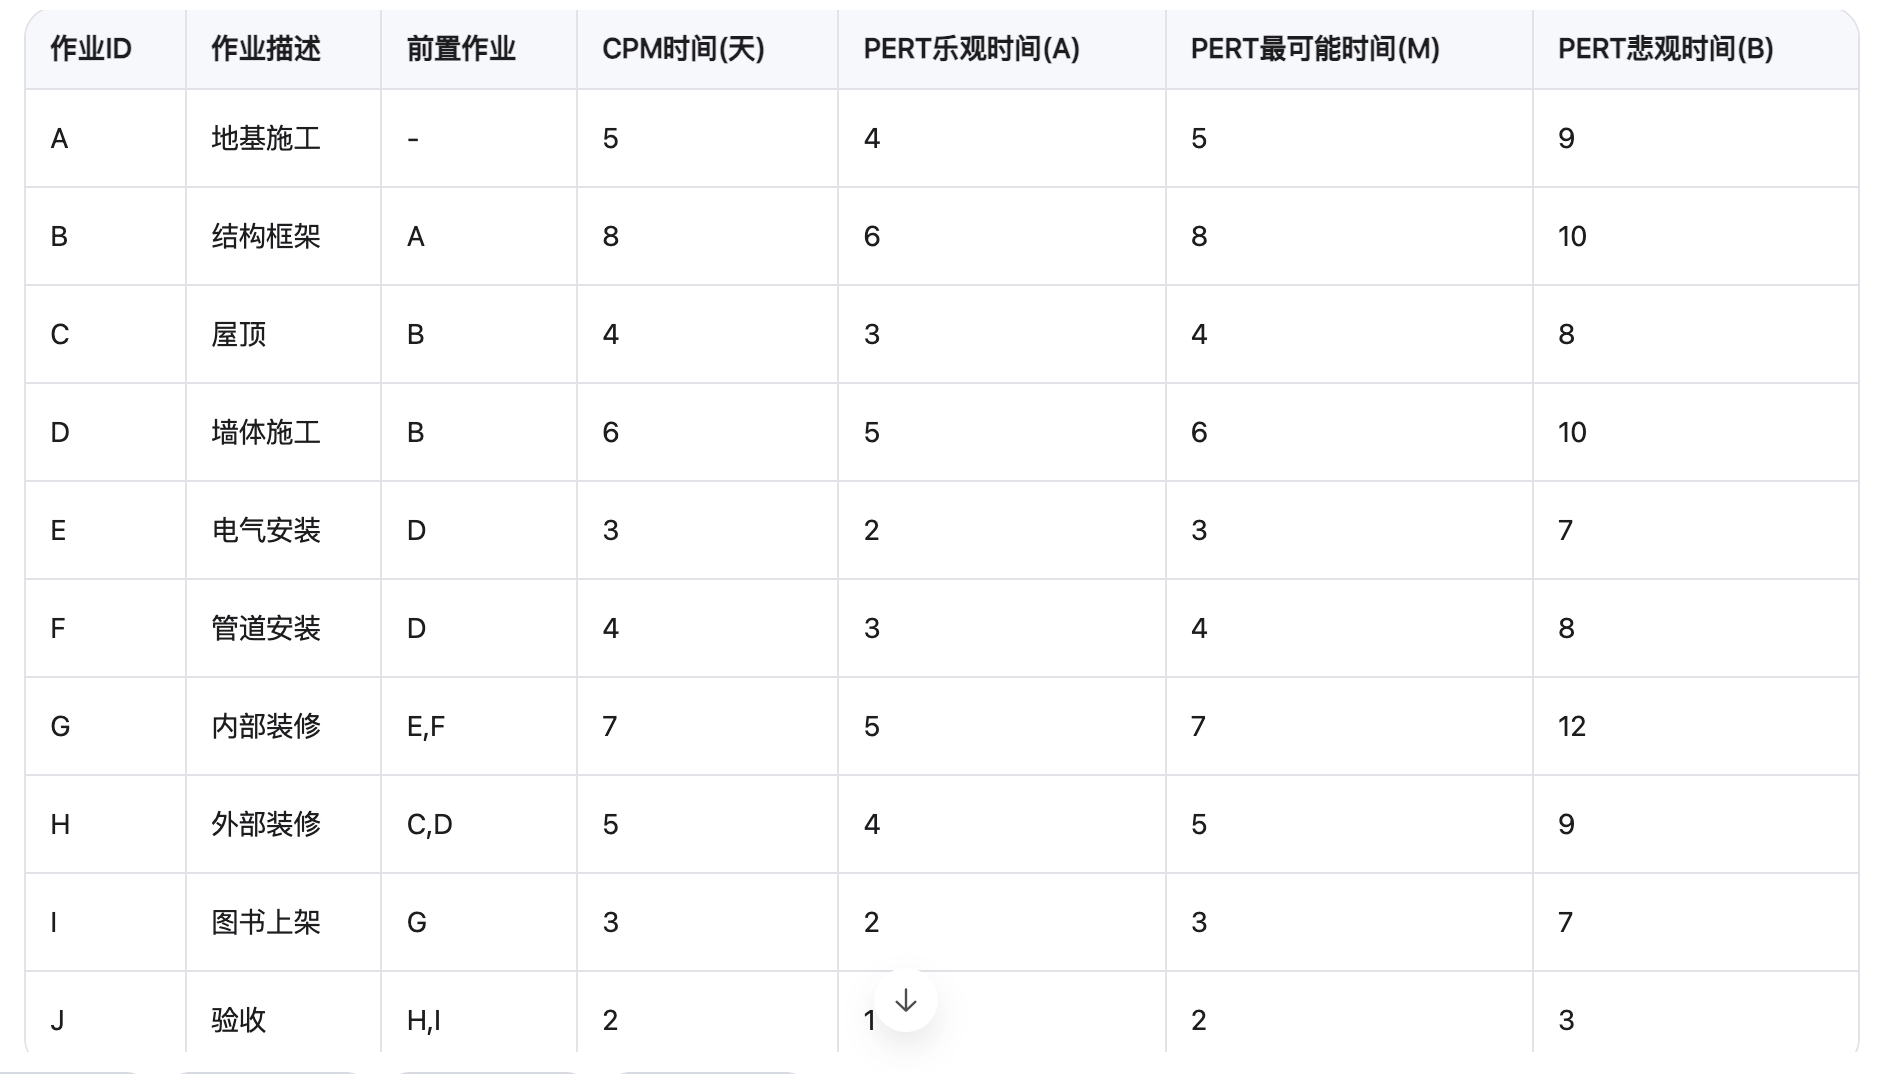 作业ID 作业描述 前置作业 CPM时间(天) PERT乐观时间(A) PERT最可能时间(M) PERT悲观时间(B)
A 地基施工 - 5 4 5 9
B 结构框架 A 8 6 8 10
C 屋顶 B 4 3 4 8
D 墙体施工 B 6 5 6 10
E 电气安装 D 3 2 3 7
F 管道安装 D 4 3 4 8
G 内部装修 E,F 7 5 7 12
H 外部装修 C,D 5 4 5 9
I 图书上架 G 3 2 3 7
J 验收 H,I 2 1 2 3